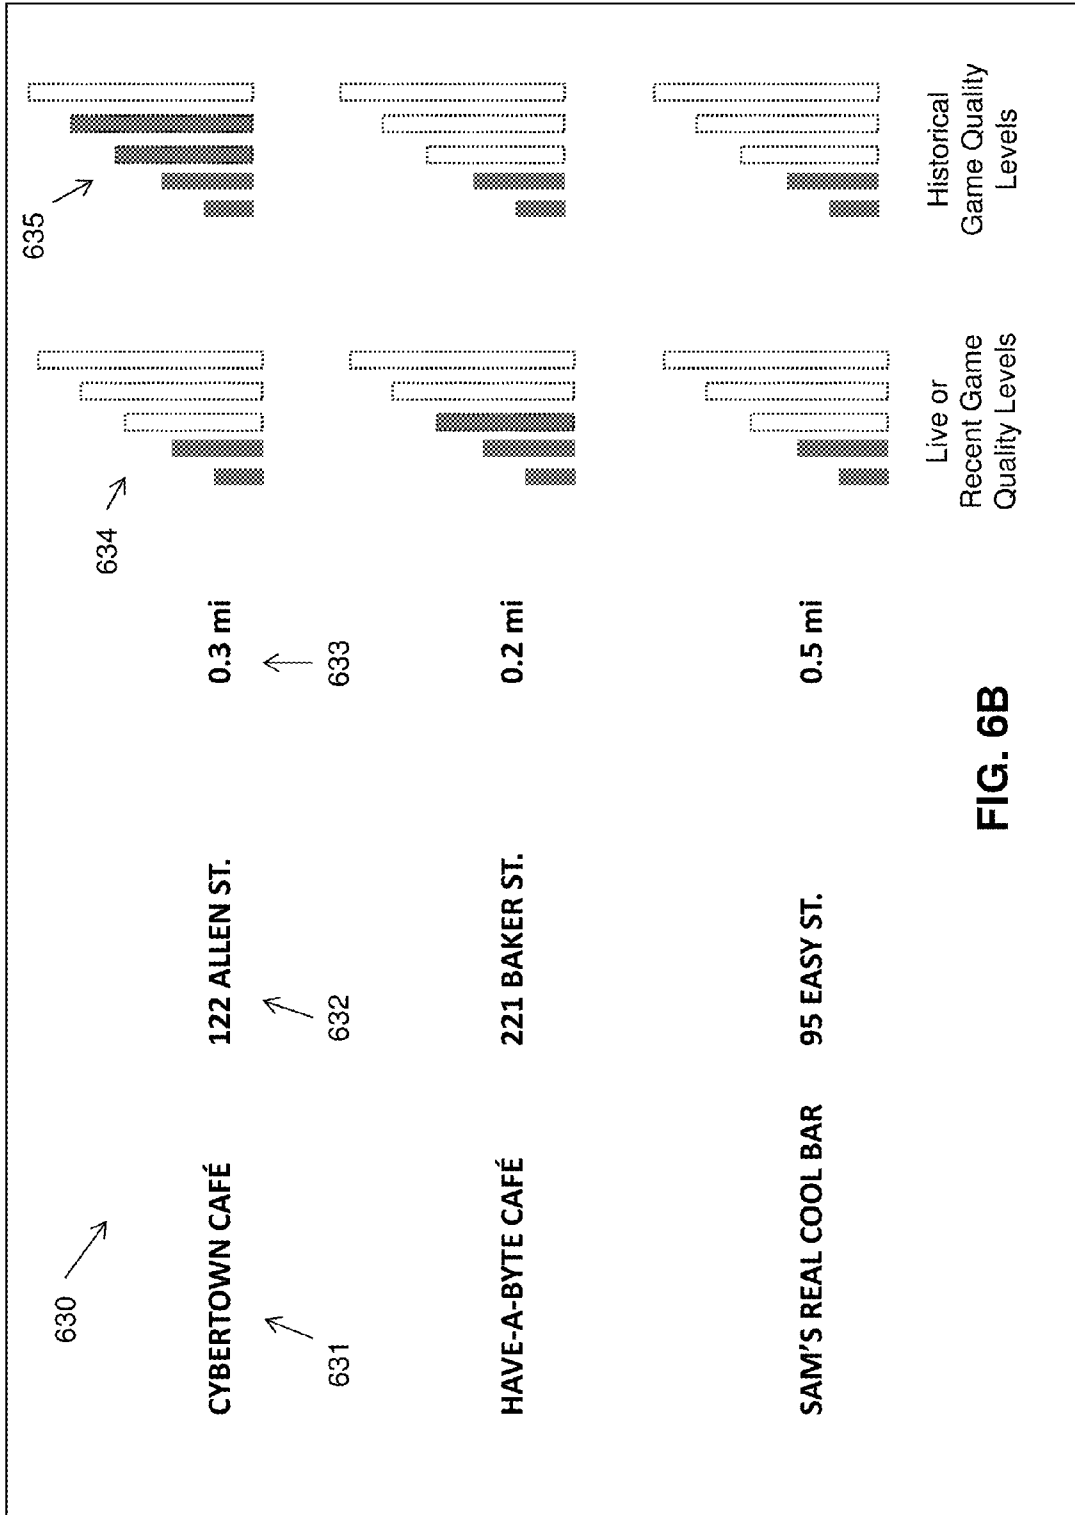 630
635
634
CYBERTOWN CAFÉ
122 ALLEN ST.
0.3 mi
631
632
633
HAVE-A-BYTE CAFÉ
221 BAKER ST.
0.2 mi
SAM'S REAL COOL BAR
95 EASY ST.
0.5 mi
Live or
Recent Game
Quality Levels
Historical
Game Quality
Levels
FIG. 6B